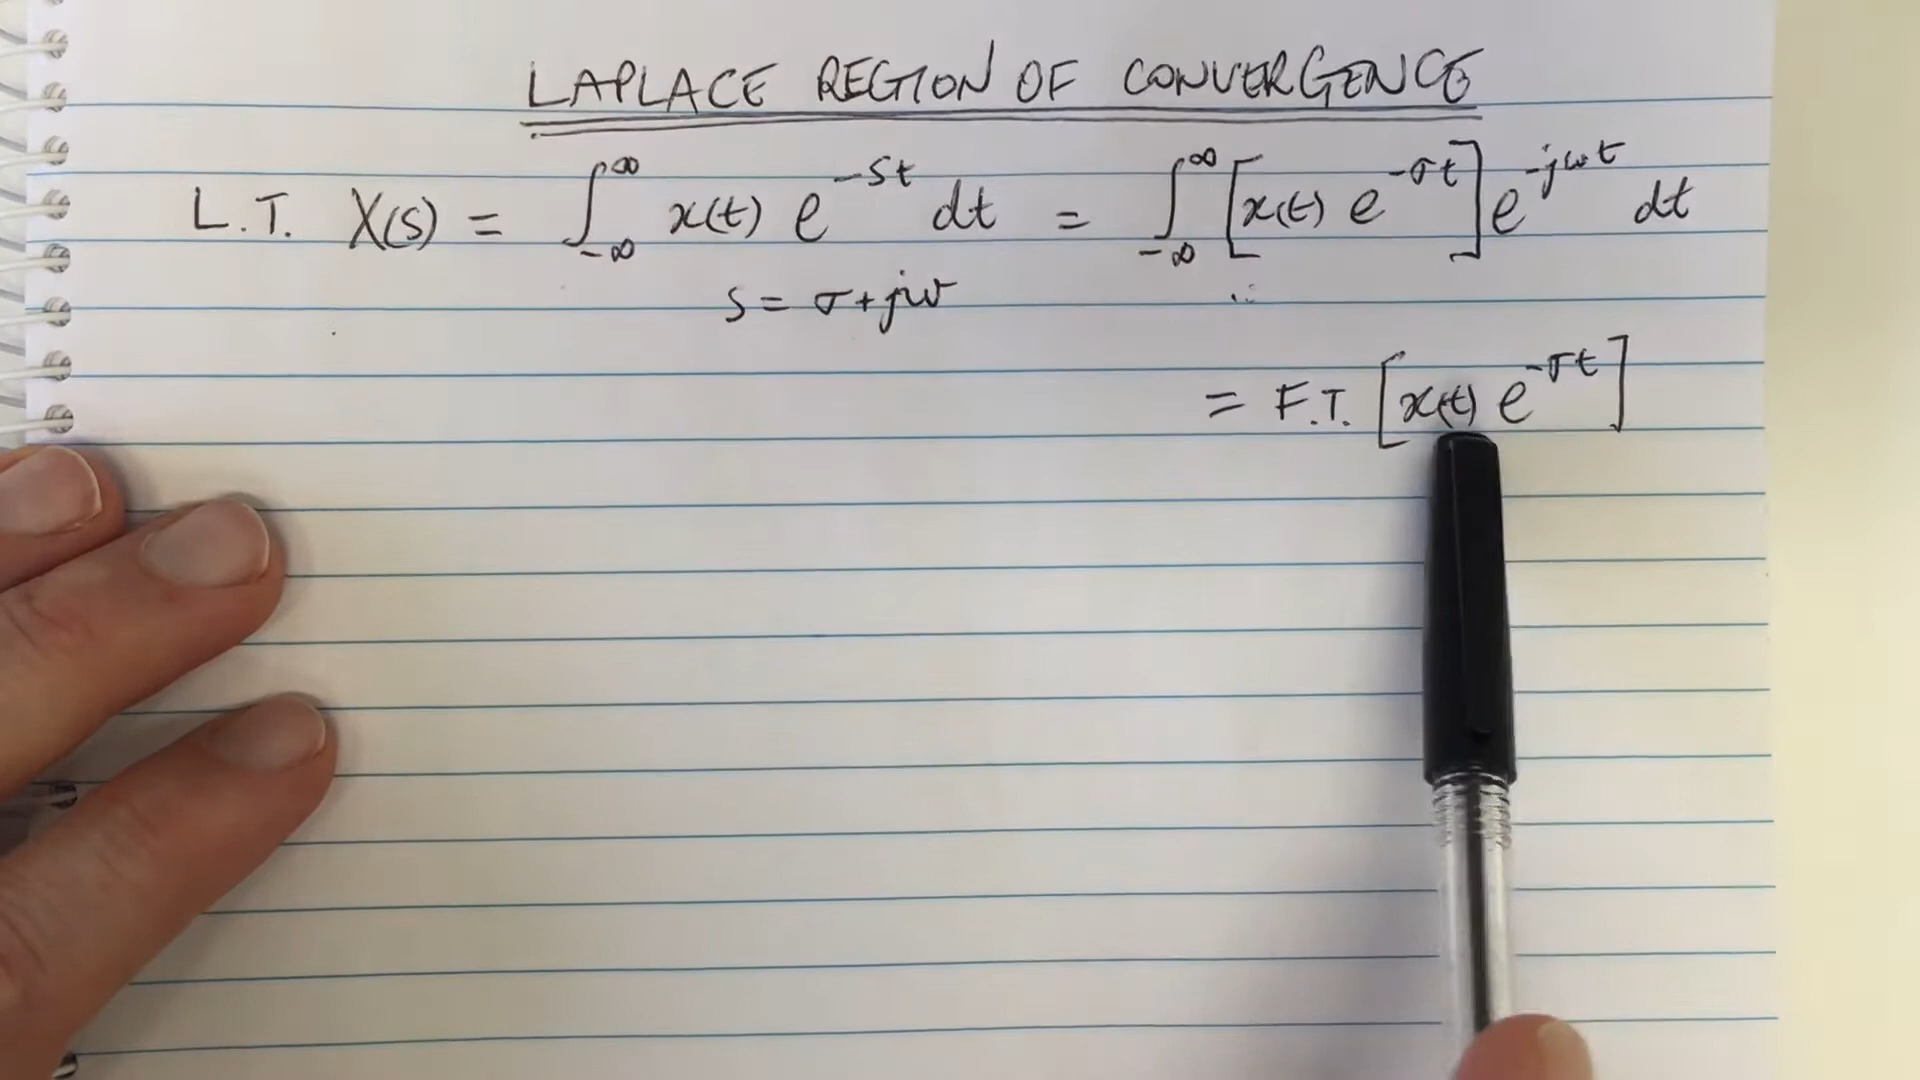 LAPLACE REGION OF CONVERGENCE
L.T. X(s) = ∫_{-∞}^{∞} x(t) e^{-st} dt = ∫_{-∞}^{∞} [x(t) e^{-σt}] e^{-jωt} dt
s = σ+jω
= F.T. [x(t) e^{-σt}]